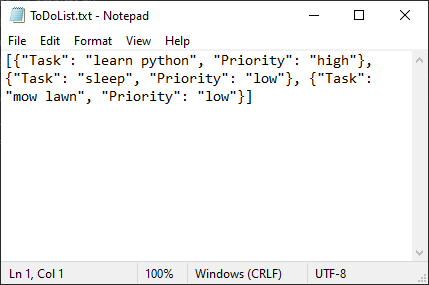 ToDoList.txt - Notepad
File Edit Format View Help
[{"Task": "learn python", "Priority": "high"},
{"Task": "sleep", "Priority": "low"}, {"Task":
"mow lawn", "Priority": "low"}]
Ln 1, Col 1 100% Windows (CRLF) UTF-8